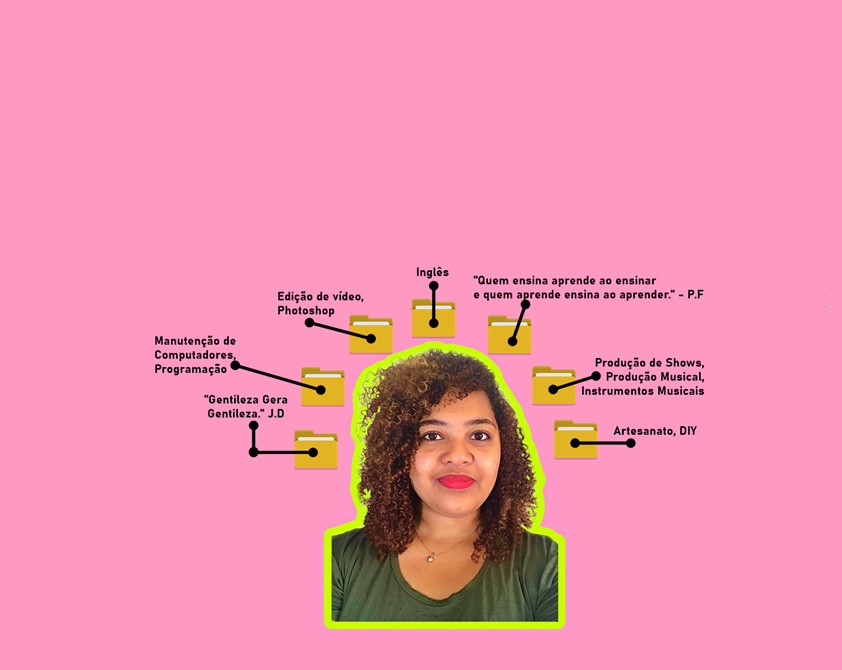 Inglês
"Quem ensina aprende ao ensinar
e quem aprende ensina ao aprender." - P.F
Edição de vídeo,
Photoshop
Manutenção de
Computadores,
Programação
Produção de Shows,
Produção Musical,
Instrumentos Musicais
"Gentileza Gera
Gentileza." J.D
Artesanato, DIY